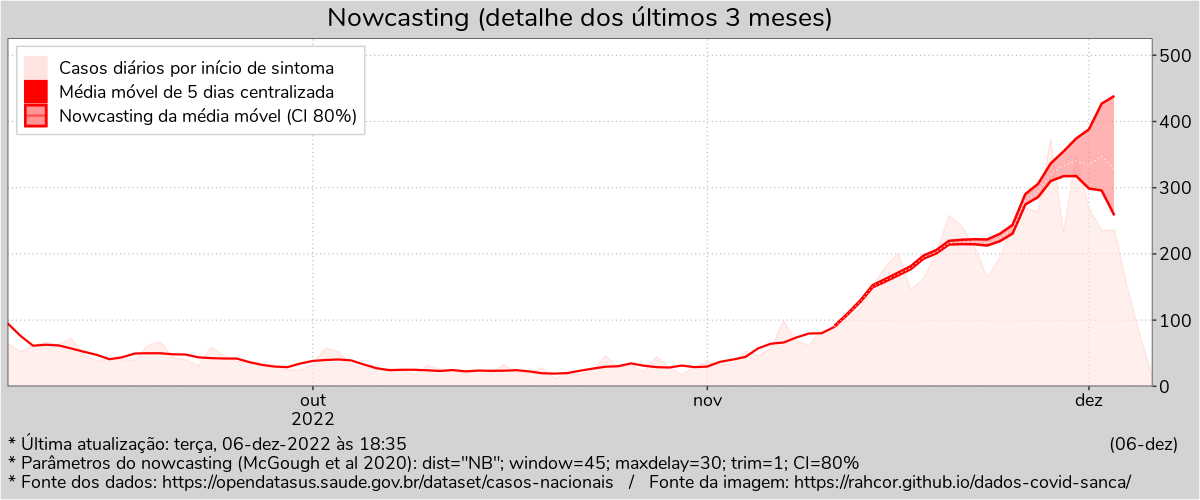 Nowcasting (detalhe dos últimos 3 meses)
Casos diários por início de sintoma
Média móvel de 5 dias centralizada
Nowcasting da média móvel (CI 80%)
500
400
300
200
100
0
out
2022
nov
dez
* Última atualização: terça, 06-dez-2022 às 18:35
(06-dez)
* Parâmetros do nowcasting (McGough et al 2020): dist="NB"; window=45; maxdelay=30; trim=1; CI=80%
* Fonte dos dados: https://opendatasus.saude.gov.br/dataset/casos-nacionais / Fonte da imagem: https://rahcor.github.io/dados-covid-sanca/